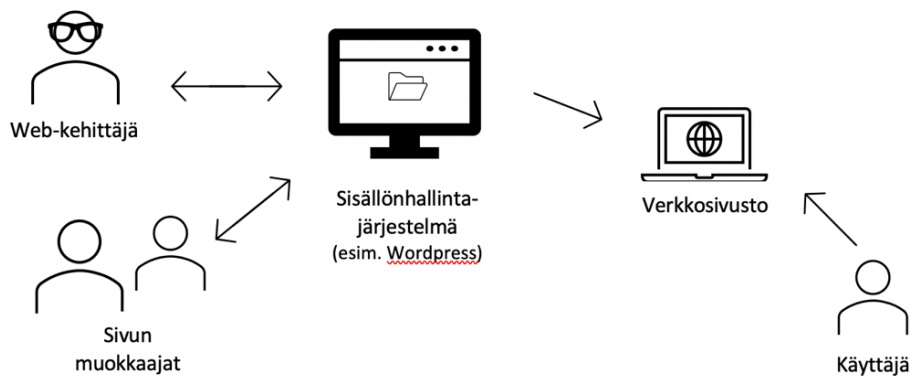 Web-kehittäjä
Sisällönhallinta-
järjestelmä
(esim. Wordpress)
Verkkosivusto
Sivun
muokkaajat
Käyttäjä